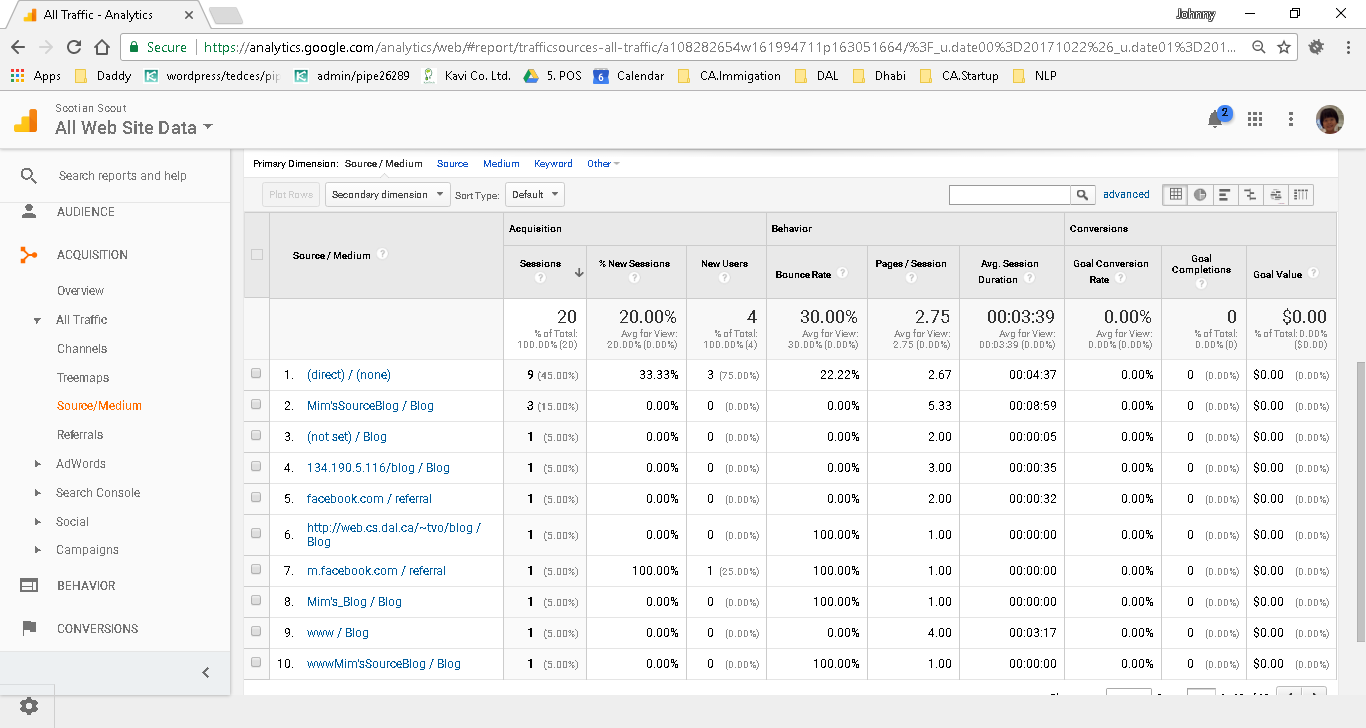 All Traffic - Analytics
Johnny
Secure https://analytics.google.com/analytics/web/#report/trafficsources-all-traffic/a108282654w161994711p163051664/%3F_u.date00%3D20171022%26_u.date01%3D201...
Apps Daddy wordpress/tedces/pip admin/pipe26289 Kavi Co. Ltd. 5. POS 6 Calendar CA.Immigation DAL Dhabi CA.Startup NLP
Scotian Scout
All Web Site Data
2
Search reports and help
AUDIENCE
ACQUISITION
Overview
All Traffic
Channels
Treemaps
Source/Medium
Referrals
AdWords
Search Console
Social
Campaigns
BEHAVIOR
CONVERSIONS
Primary Dimension: Source / Medium Source Medium Keyword Other
Plot Rows Secondary dimension Sort Type: Default advanced
Acquisition Behavior Conversions
Source / Medium ? Sessions ? % New Sessions ? New Users ? Bounce Rate ? Pages / Session ? Avg. Session Duration ? Goal Conversion Rate ? Goal Completions ? Goal Value ?
20 20.00% 4 30.00% 2.75 00:03:39 0.00% 0 $0.00
% of Total: Avg for View: % of Total: Avg for View: Avg for View: Avg for View: Avg for View: % of Total: % of Total: 0.00%
100.00% (20) 20.00% (0.00%) 100.00% (4) 30.00% (0.00%) 2.75 (0.00%) 00:03:39 (0.00%) 0.00% (0.00%) 0.00% (0) ($0.00)
1. (direct) / (none) 9 (45.00%) 33.33% 3 (75.00%) 22.22% 2.67 00:04:37 0.00% 0 (0.00%) $0.00 (0.00%)
2. Mim'sSourceBlog / Blog 3 (15.00%) 0.00% 0 (0.00%) 0.00% 5.33 00:08:59 0.00% 0 (0.00%) $0.00 (0.00%)
3. (not set) / Blog 1 (5.00%) 0.00% 0 (0.00%) 0.00% 2.00 00:00:05 0.00% 0 (0.00%) $0.00 (0.00%)
4. 134.190.5.116/blog / Blog 1 (5.00%) 0.00% 0 (0.00%) 0.00% 3.00 00:00:35 0.00% 0 (0.00%) $0.00 (0.00%)
5. facebook.com / referral 1 (5.00%) 0.00% 0 (0.00%) 0.00% 2.00 00:00:32 0.00% 0 (0.00%) $0.00 (0.00%)
6. http://web.cs.dal.ca/~tvo/blog / Blog 1 (5.00%) 0.00% 0 (0.00%) 100.00% 1.00 00:00:00 0.00% 0 (0.00%) $0.00 (0.00%)
7. m.facebook.com / referral 1 (5.00%) 100.00% 1 (25.00%) 100.00% 1.00 00:00:00 0.00% 0 (0.00%) $0.00 (0.00%)
8. Mim's_Blog / Blog 1 (5.00%) 0.00% 0 (0.00%) 100.00% 1.00 00:00:00 0.00% 0 (0.00%) $0.00 (0.00%)
9. www / Blog 1 (5.00%) 0.00% 0 (0.00%) 0.00% 4.00 00:03:17 0.00% 0 (0.00%) $0.00 (0.00%)
10. wwwMim'sSourceBlog / Blog 1 (5.00%) 0.00% 0 (0.00%) 100.00% 1.00 00:00:00 0.00% 0 (0.00%) $0.00 (0.00%)